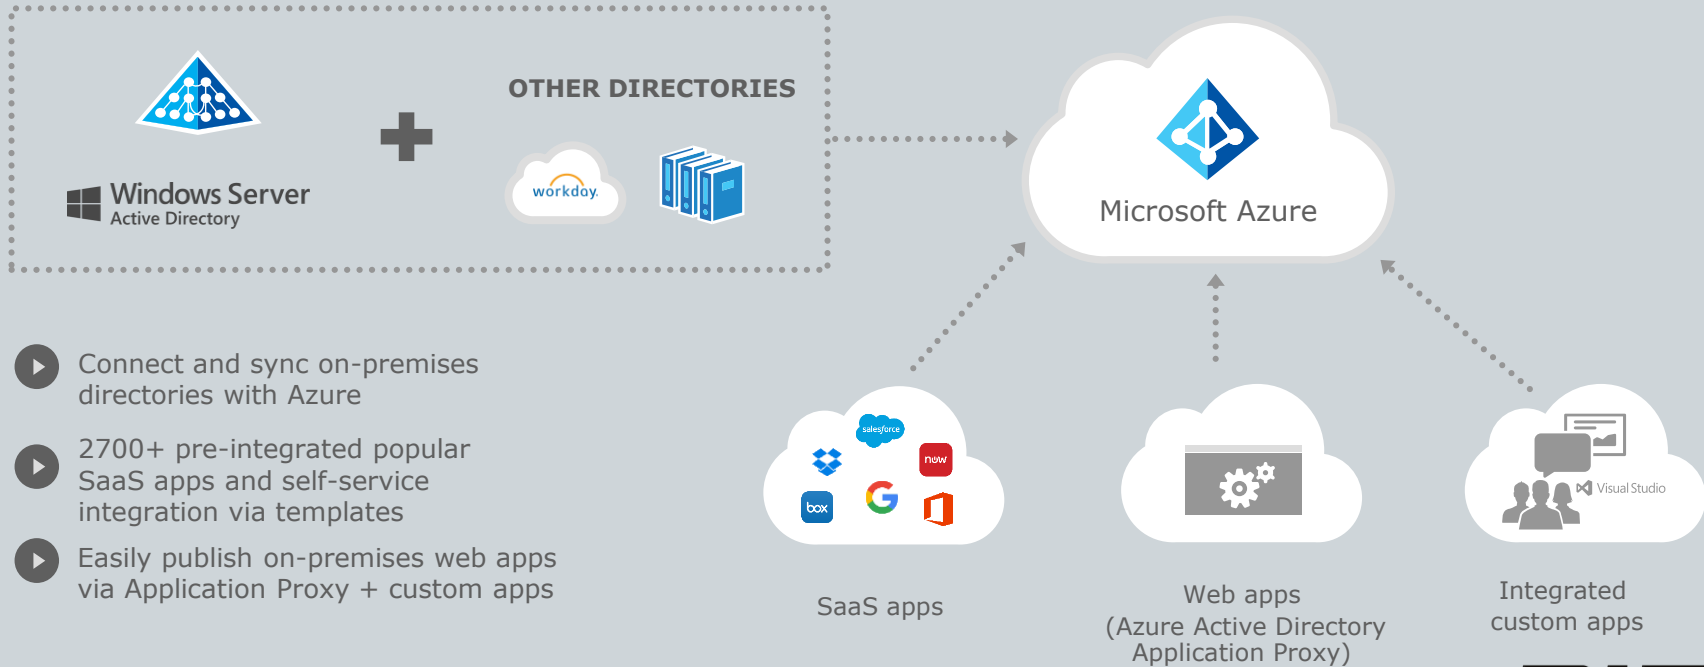 OTHER DIRECTORIES
workday.
Windows Server
Active Directory
Microsoft Azure
Connect and sync on-premises
directories with Azure
2700+ pre-integrated popular
SaaS apps and self-service
integration via templates
Easily publish on-premises web apps
via Application Proxy + custom apps
salesforce
now
box
G
Visual Studio
SaaS apps
Web apps
(Azure Active Directory
Application Proxy)
Integrated
custom apps